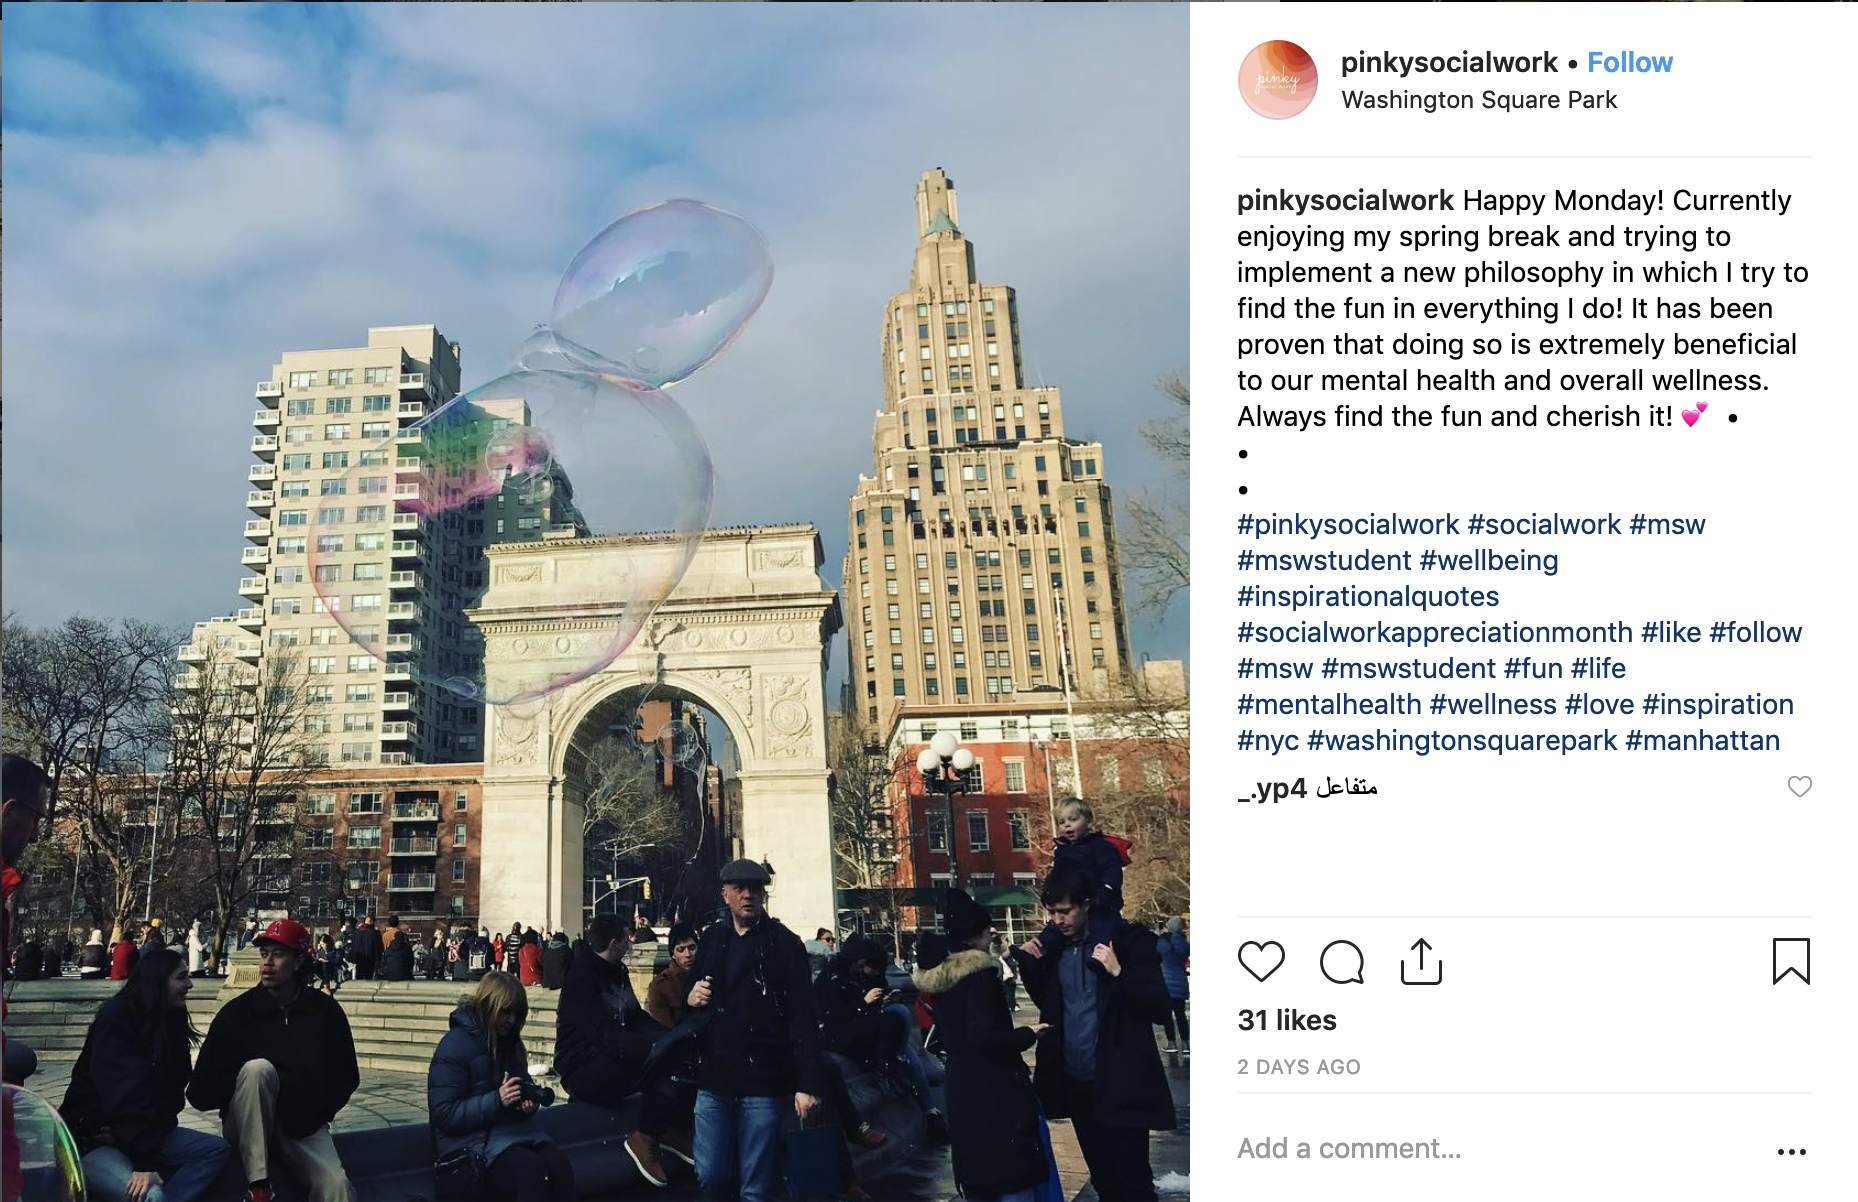 pinky
pinkysocialwork • Follow
Washington Square Park
pinkysocialwork Happy Monday! Currently
enjoying my spring break and trying to
implement a new philosophy in which I try to
find the fun in everything I do! It has been
proven that doing so is extremely beneficial
to our mental health and overall wellness.
Always find the fun and cherish it! 💕 •
•
•
#pinkysocialwork #socialwork #msw
#mswstudent #wellbeing
#inspirationalquotes
#socialworkappreciationmonth #like #follow
#msw #mswstudent #fun #life
#mentalhealth #wellness #love #inspiration
#nyc #washingtonsquarepark #manhattan
_.yp4 متفاعل
31 likes
2 DAYS AGO
Add a comment...